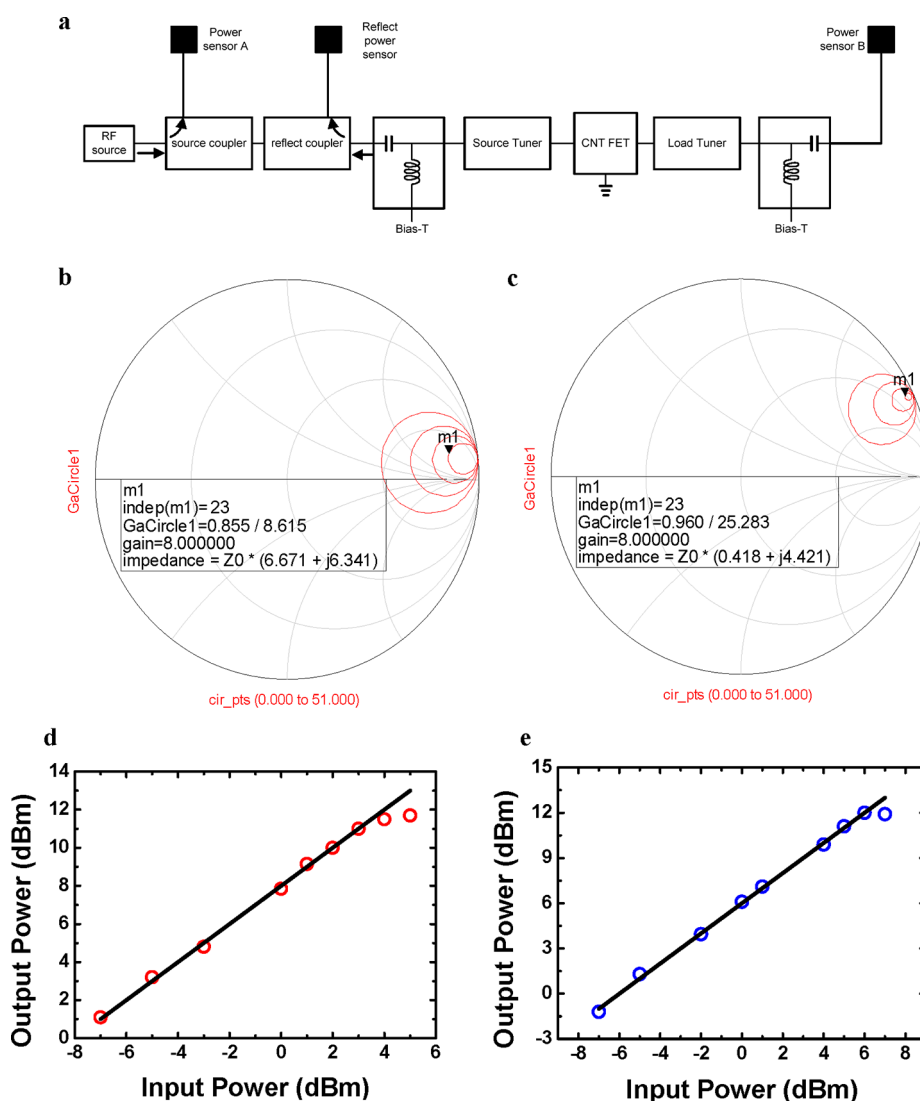 a
Power sensor A
Reflect power sensor
Power sensor B
RF source
source coupler
reflect coupler
Source Tuner
CNT FET
Load Tuner
Bias-T
Bias-T
b
GaCircle1
m1
m1
indep(m1)= 23
GaCircle1=0.855 / 8.615
gain=8.000000
impedance = Z0 * (6.671 + j6.341)
cir_pts (0.000 to 51.000)
c
GaCircle1
m1
m1
indep(m1)= 23
GaCircle1=0.960 / 25.283
gain=8.000000
impedance = Z0 * (0.418 + j4.421)
cir_pts (0.000 to 51.000)
d
Output Power (dBm)
14
12
10
8
6
4
2
0
-8 -6 -4 -2 0 2 4 6
Input Power (dBm)
e
Output Power (dBm)
15
12
9
6
3
0
-3
-8 -6 -4 -2 0 2 4 6 8
Input Power (dBm)